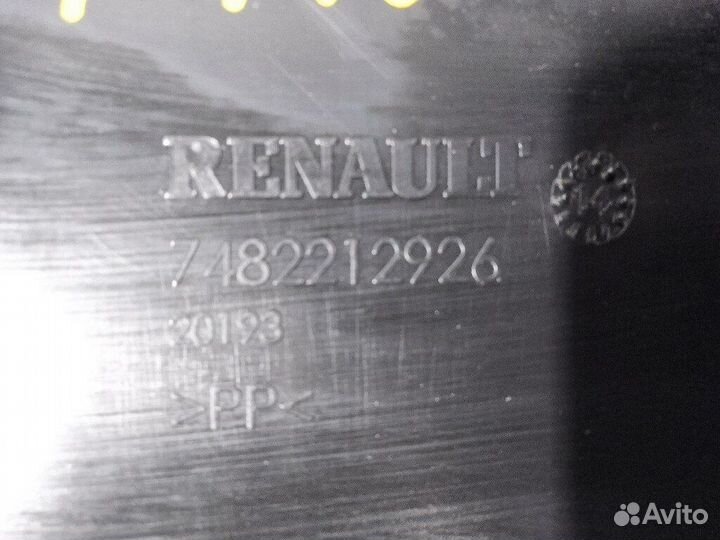 RENAULT
7482212926
20193
>PP<
Avito